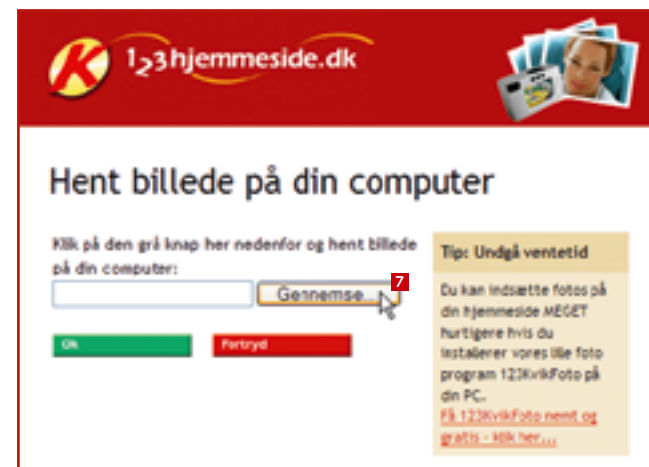 K
123hjemmeside.dk
Hent billede på din computer
Klik på den grå knap her nedenfor og hent billede
på din computer:
Gennemse...
7
Ok
Fortryd
Tip: Undgå ventetid
Du kan indsætte fotos på
din hjemmeside MEGET
hurtigere hvis du
installerer vores lille foto
program 123KvikFoto på
din PC.
Få 123KvikFoto nemt og
gratis - klik her...